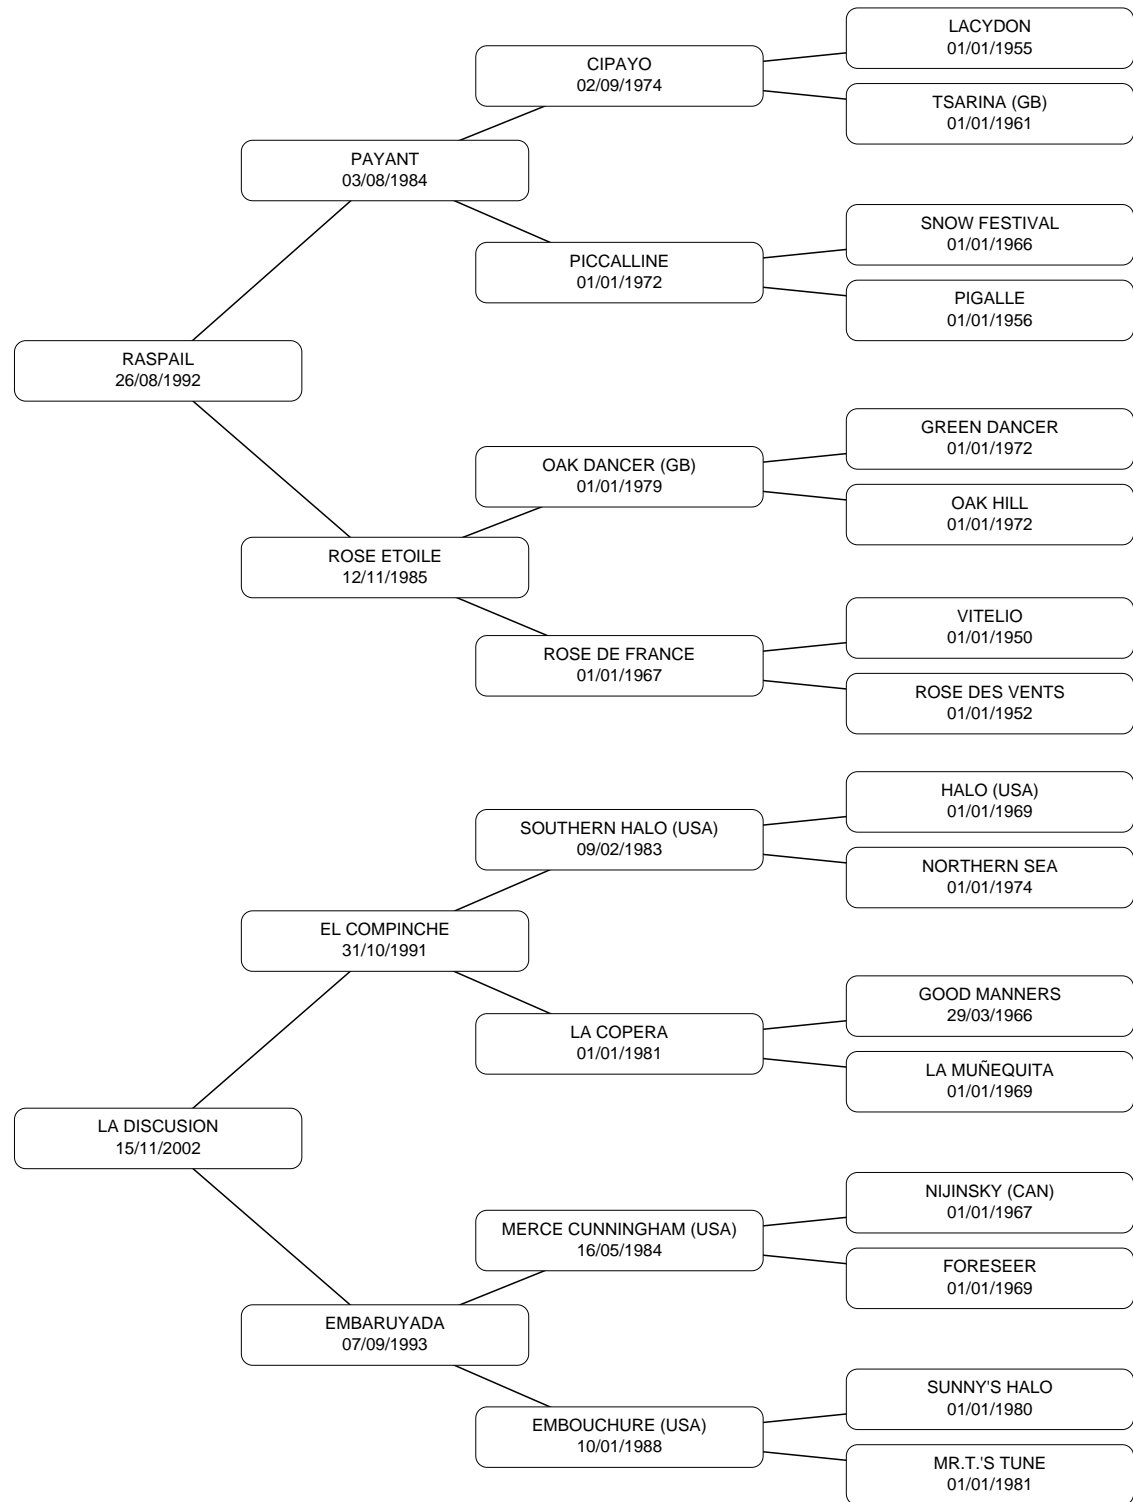 LACYDON
01/01/1955
CIPAYO
02/09/1974
TSARINA (GB)
01/01/1961
PAYANT
03/08/1984
SNOW FESTIVAL
01/01/1966
PICCALLINE
01/01/1972
PIGALLE
01/01/1956
RASPAIL
26/08/1992
GREEN DANCER
01/01/1972
OAK DANCER (GB)
01/01/1979
OAK HILL
01/01/1972
ROSE ETOILE
12/11/1985
VITELIO
01/01/1950
ROSE DE FRANCE
01/01/1967
ROSE DES VENTS
01/01/1952
HALO (USA)
01/01/1969
SOUTHERN HALO (USA)
09/02/1983
NORTHERN SEA
01/01/1974
EL COMPINCHE
31/10/1991
GOOD MANNERS
29/03/1966
LA COPERA
01/01/1981
LA MUÑEQUITA
01/01/1969
LA DISCUSION
15/11/2002
NIJINSKY (CAN)
01/01/1967
MERCE CUNNINGHAM (USA)
16/05/1984
FORESEER
01/01/1969
EMBARUYADA
07/09/1993
SUNNY'S HALO
01/01/1980
EMBOUCHURE (USA)
10/01/1988
MR.T.'S TUNE
01/01/1981